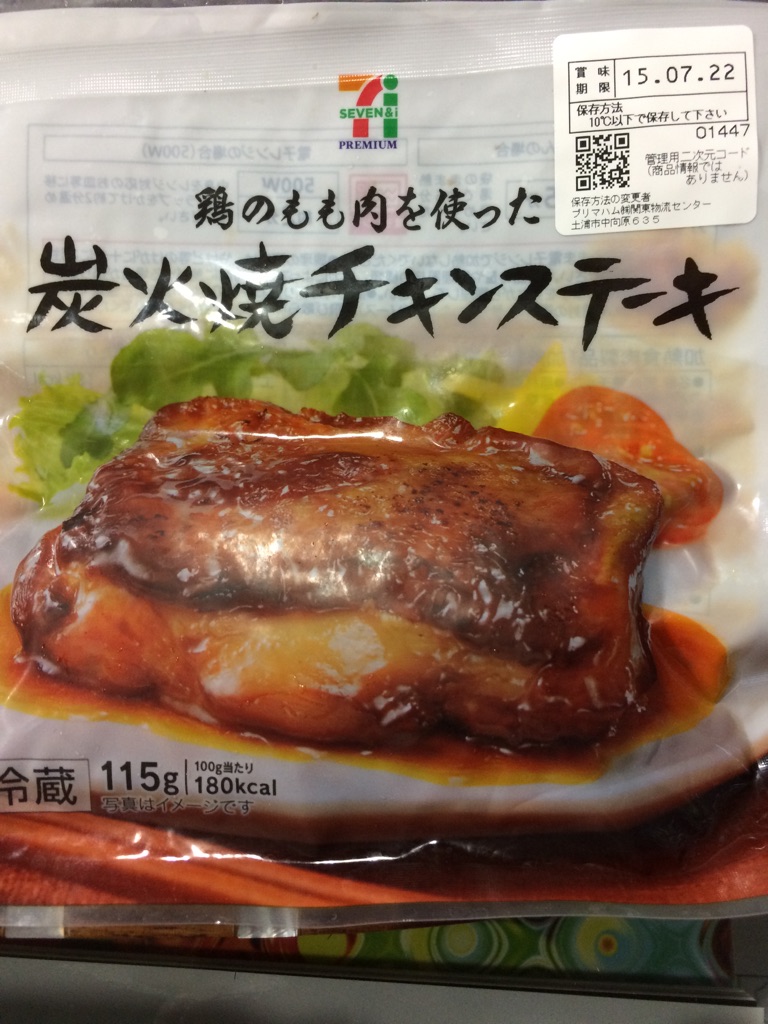 賞味期限 15.07.22
保存方法
10℃以下で保存して下さい
01447
管理用二次元コード
(商品情報では
ありません)
保存方法の変更者
プリマハム㈱関東物流センター
土浦市中向原635
SEVEN&i
PREMIUM
鶏のもも肉を使った
炭火焼チキンステーキ
冷蔵 115g 100g当たり 180kcal
写真はイメージです